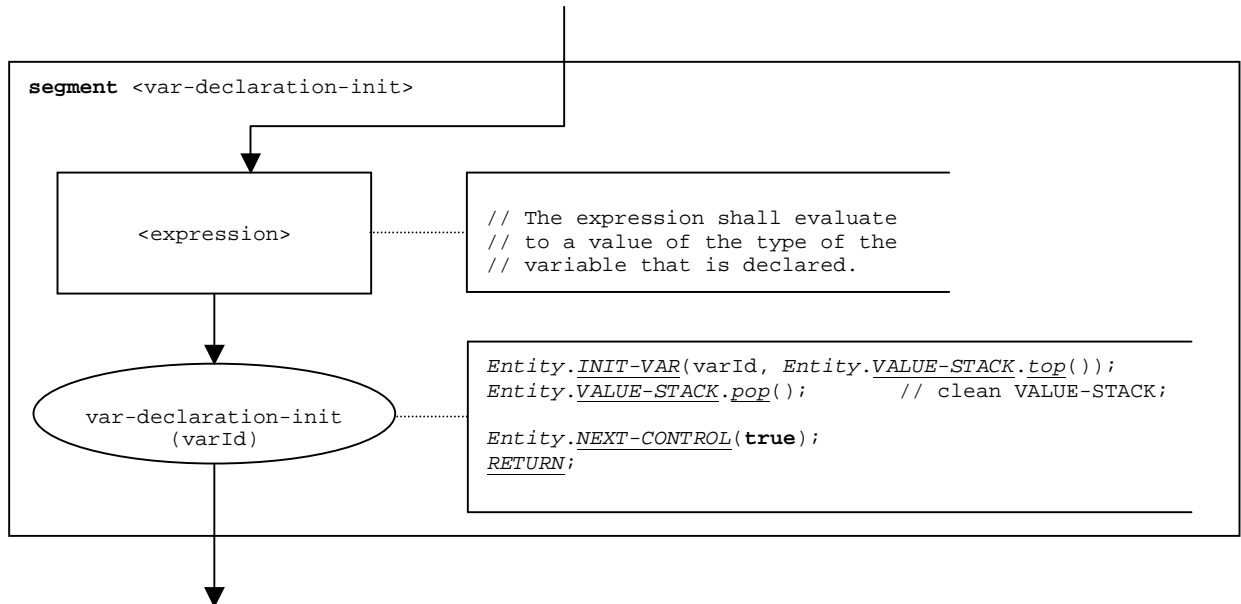 segment <var-declaration-init>
<expression>
// The expression shall evaluate
// to a value of the type of the
// variable that is declared.
var-declaration-init
(varId)
Entity.INIT-VAR(varId, Entity.VALUE-STACK.top());
Entity.VALUE-STACK.pop(); // clean VALUE-STACK;
Entity.NEXT-CONTROL(true);
RETURN;